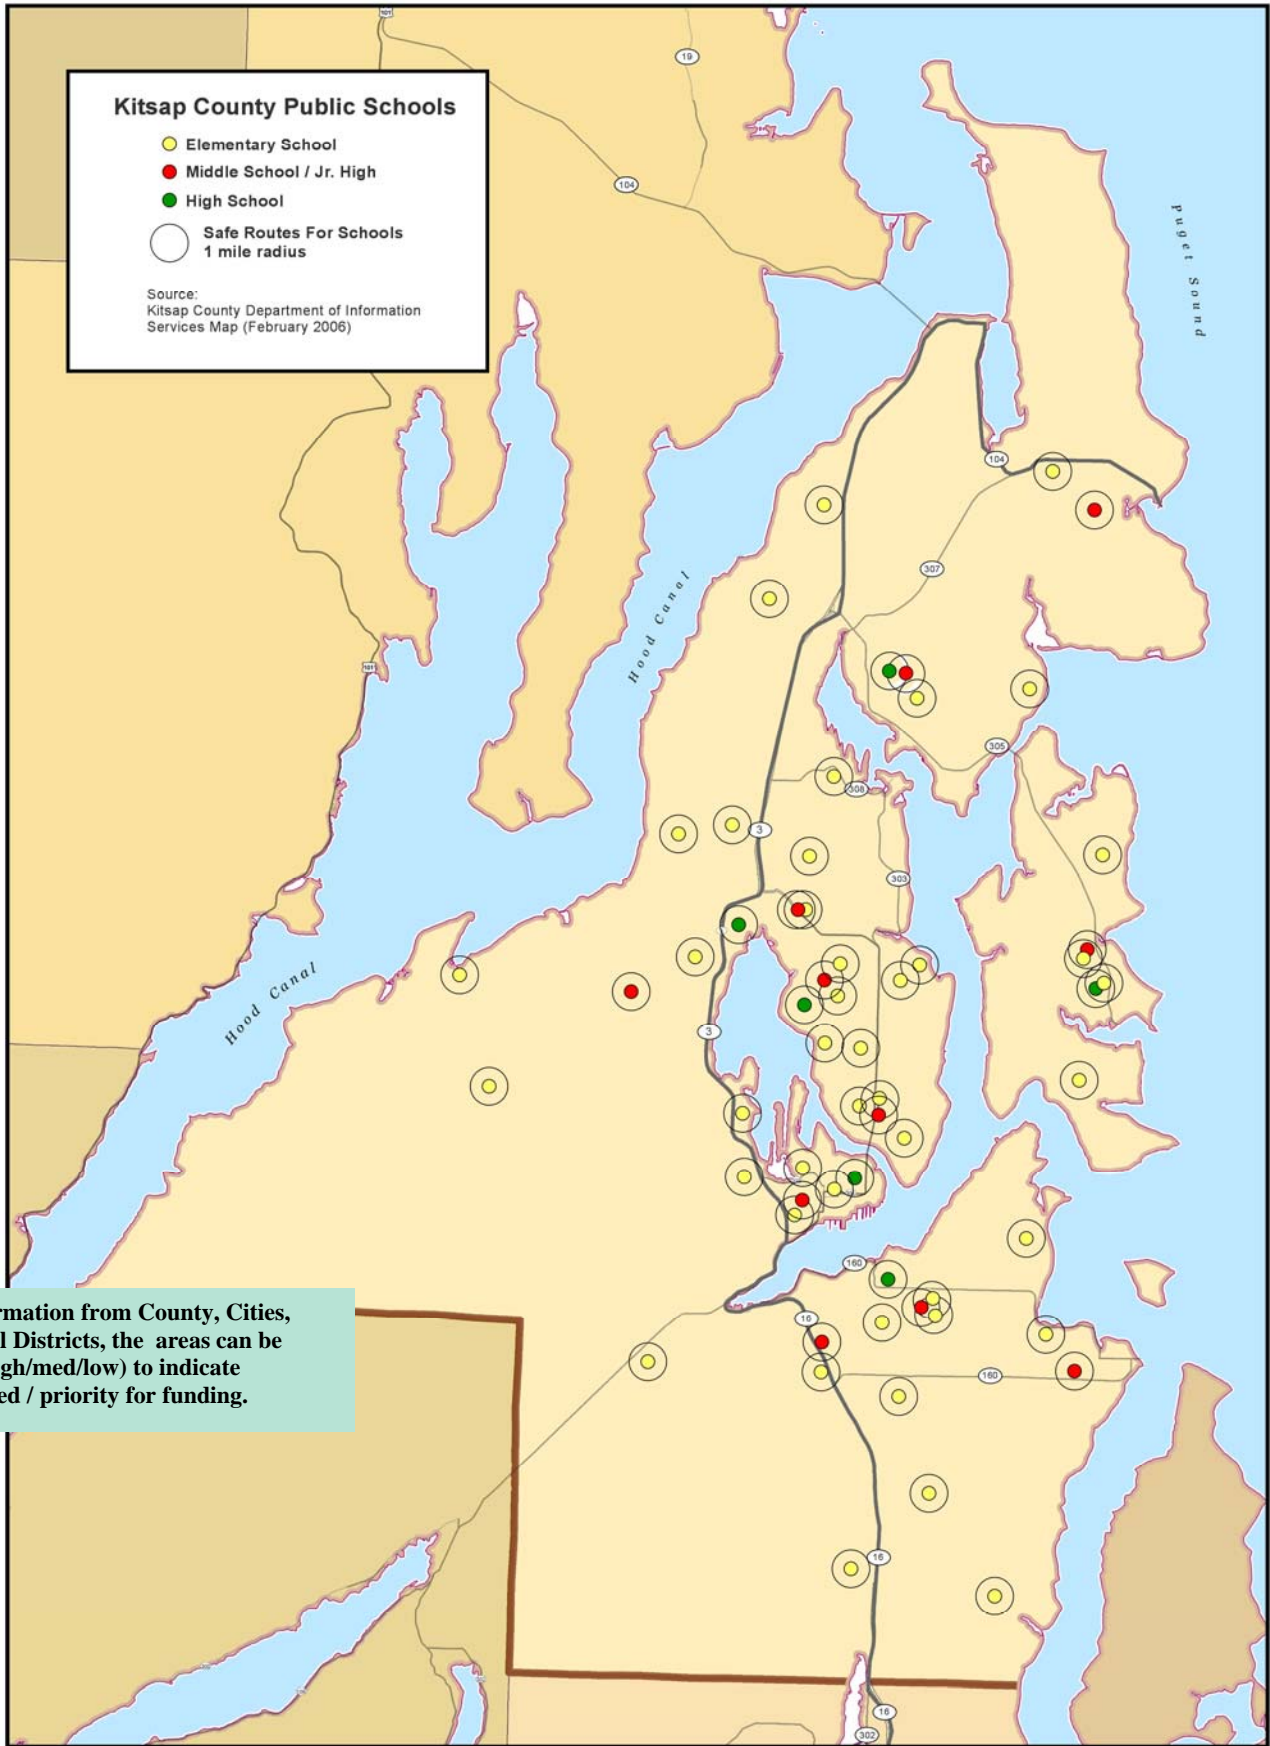 101
19
Kitsap County Public Schools
Elementary School
Middle School / Jr. High
High School
Safe Routes For Schools
1 mile radius
Source:
Kitsap County Department of Information
Services Map (February 2006)
104
Puget Sound
104
307
Hood Canal
101
305
308
3
303
Hood Canal
3
160
16
160
rmation from County, Cities,
l Districts, the areas can be
gh/med/low) to indicate
ed / priority for funding.
16
16
302